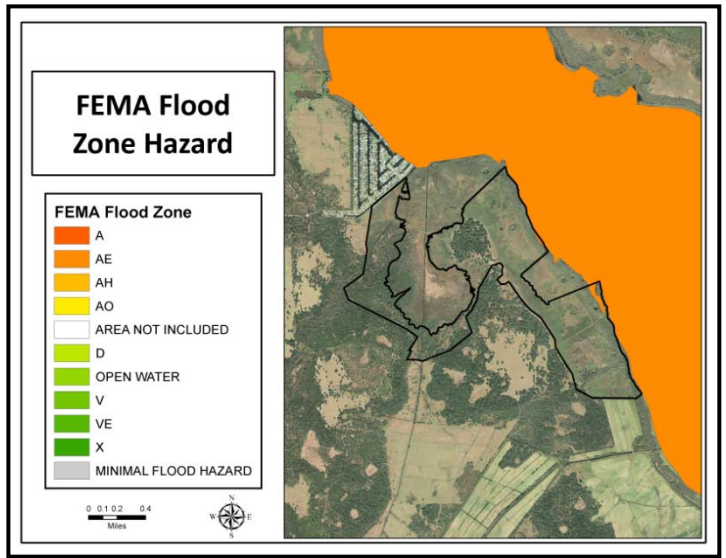 FEMA Flood
Zone Hazard
FEMA Flood Zone
A
AE
AH
AO
AREA NOT INCLUDED
D
OPEN WATER
V
VE
X
MINIMAL FLOOD HAZARD
0 0.1 0.2 0.4
Miles
N
W E
S